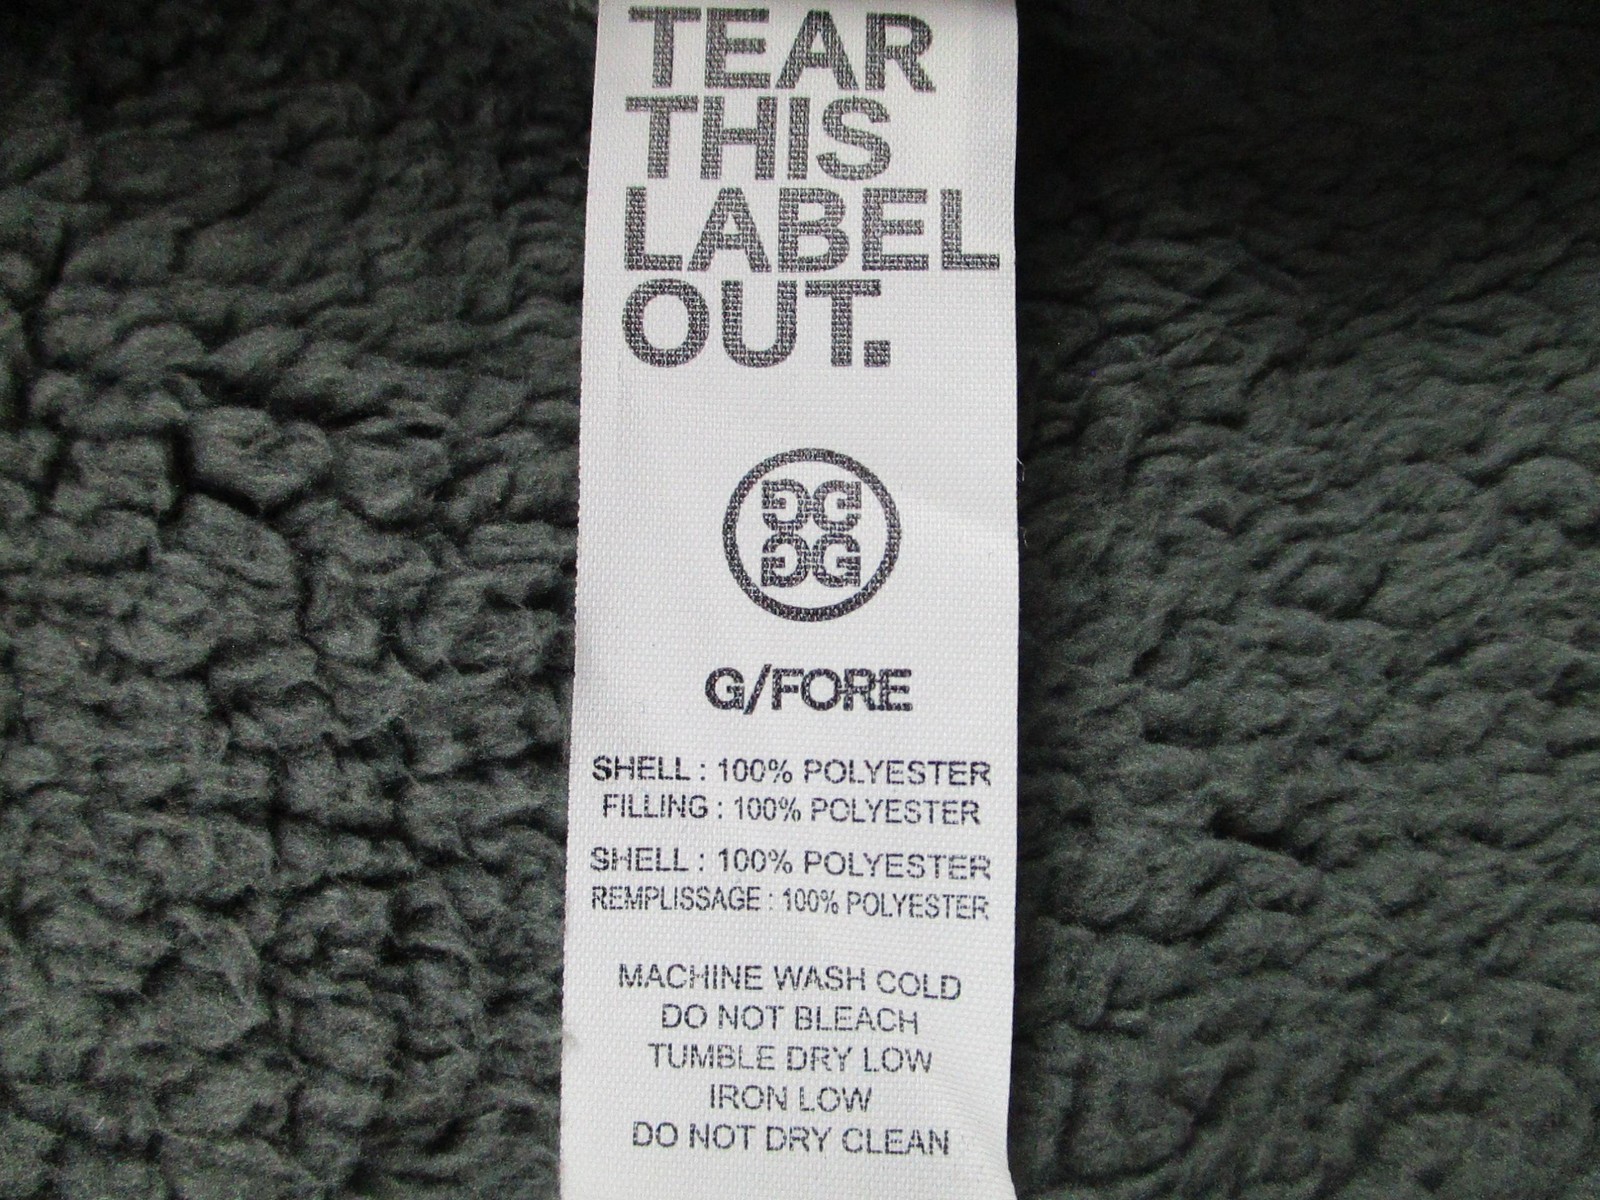 TEAR
THIS
LABEL
OUT.
G/FORE
SHELL : 100% POLYESTER
FILLING : 100% POLYESTER
SHELL : 100% POLYESTER
REMPLISSAGE : 100% POLYESTER
MACHINE WASH COLD
DO NOT BLEACH
TUMBLE DRY LOW
IRON LOW
DO NOT DRY CLEAN